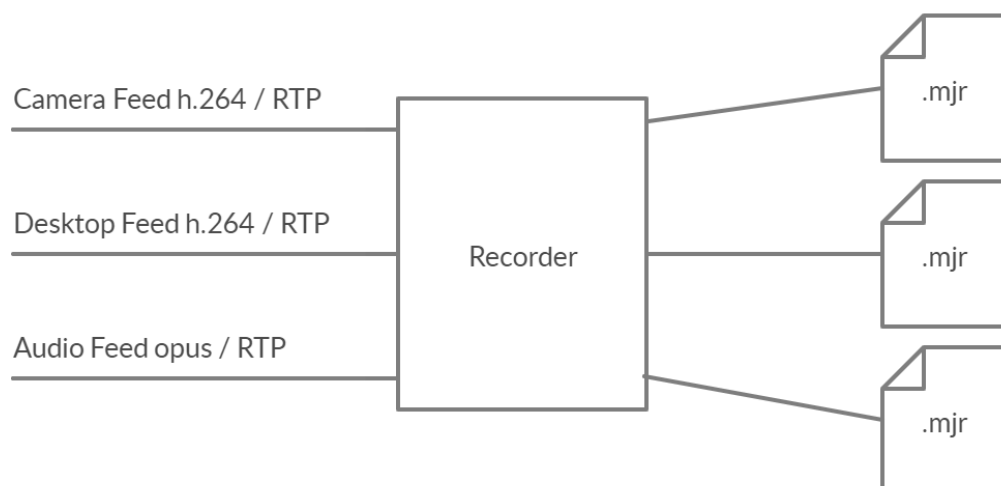 Camera Feed h.264 / RTP
.mjr
Desktop Feed h.264 / RTP
Recorder
.mjr
Audio Feed opus / RTP
.mjr